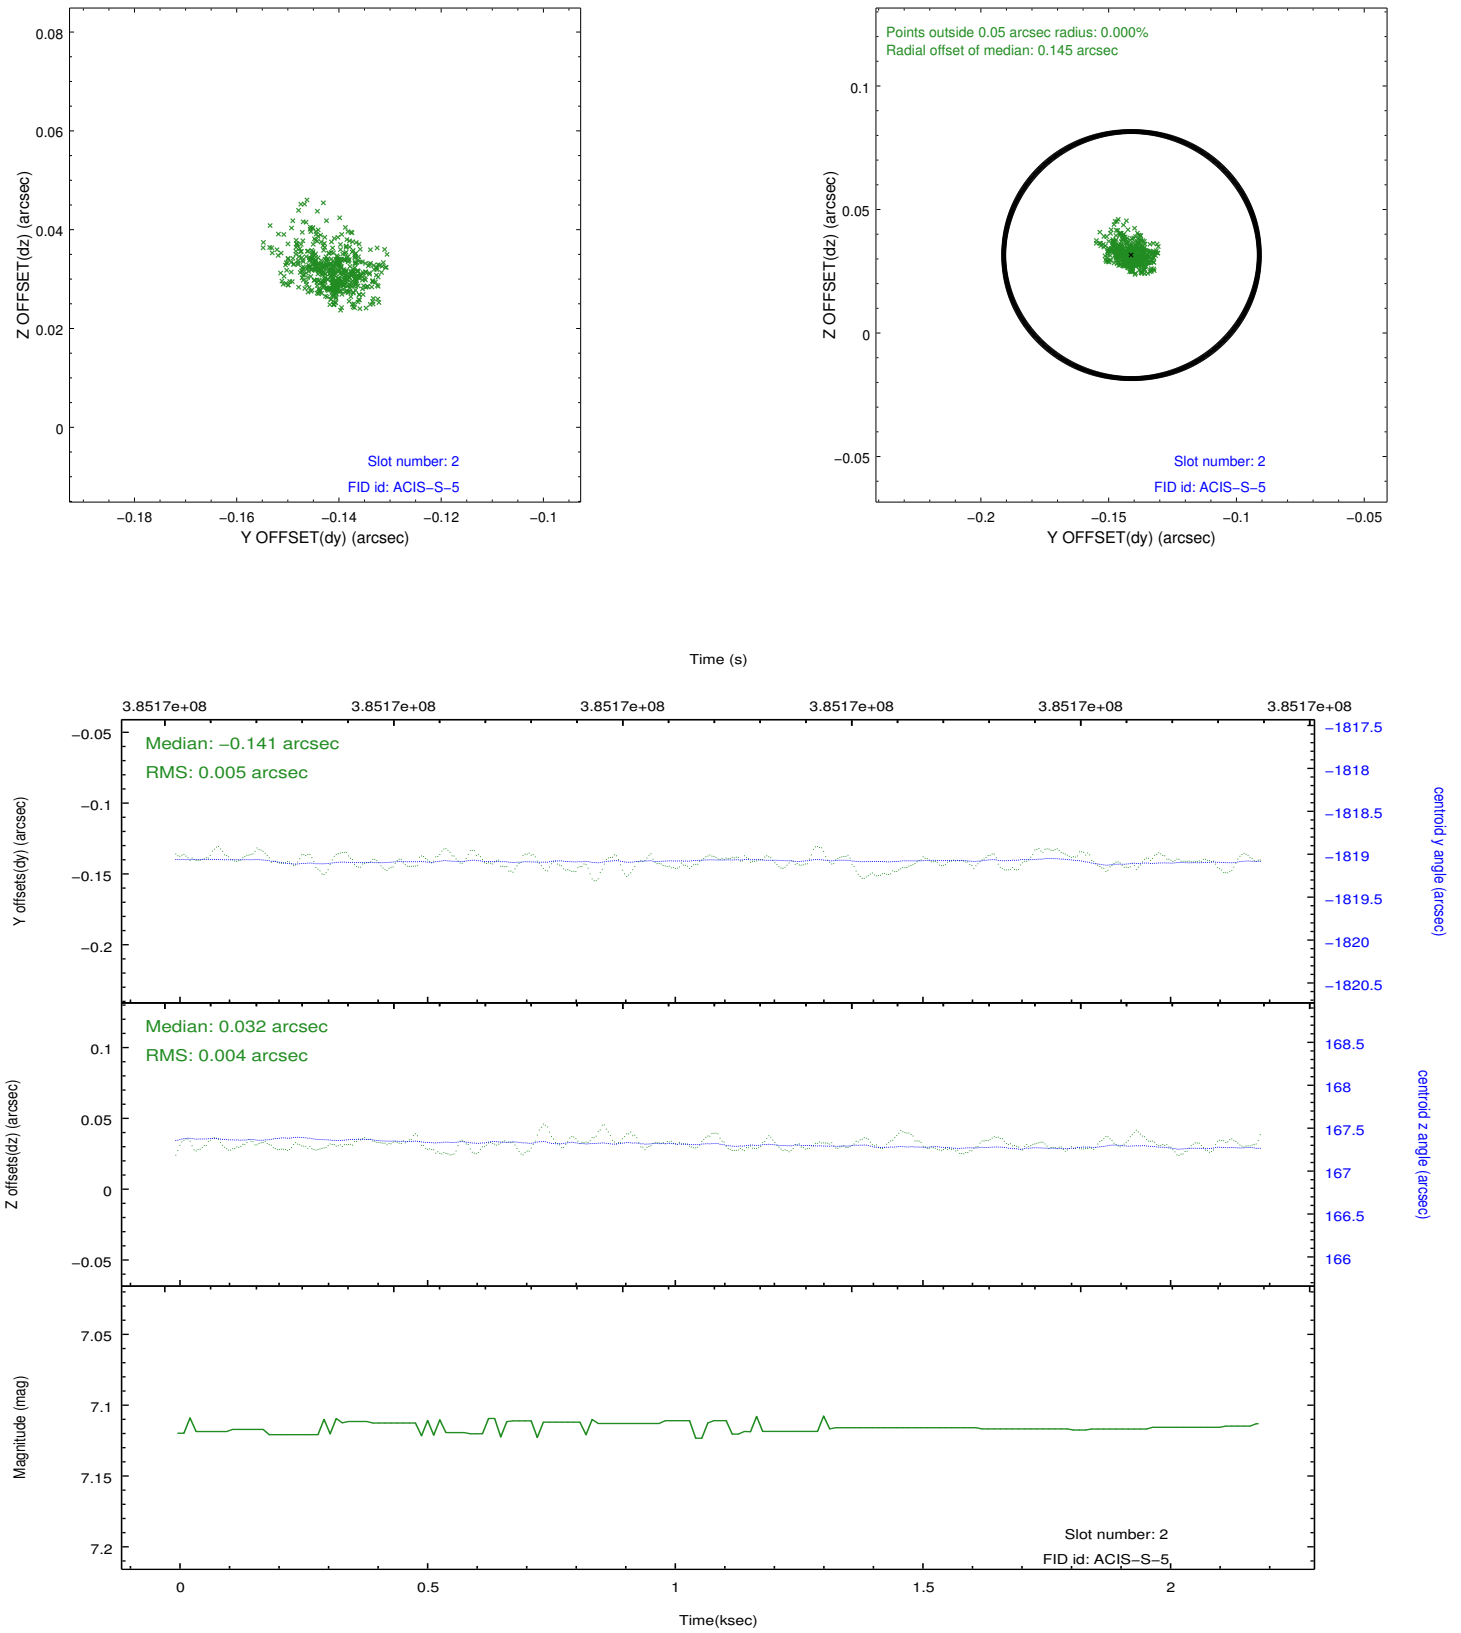 0.08
0.06
0.04
0.02
0
Z OFFSET(dz) (arcsec)
Slot number: 2
FID id: ACIS−S−5
−0.18 −0.16 −0.14 −0.12 −0.1
Y OFFSET(dy) (arcsec)
Points outside 0.05 arcsec radius: 0.000%
Radial offset of median: 0.145 arcsec
0.1
0.05
0
−0.05
Z OFFSET(dz) (arcsec)
Slot number: 2
FID id: ACIS−S−5
−0.2 −0.15 −0.1 −0.05
Y OFFSET(dy) (arcsec)
Time (s)
3.8517e+08 3.8517e+08 3.8517e+08 3.8517e+08 3.8517e+08 3.8517e+08
Median: −0.141 arcsec
RMS: 0.005 arcsec
−0.05
−0.1
−0.15
−0.2
Y offsets(dy) (arcsec)
−1817.5
−1818
−1818.5
−1819
−1819.5
−1820
−1820.5
centroid y angle (arcsec)
Median: 0.032 arcsec
RMS: 0.004 arcsec
0.1
0.05
0
−0.05
Z offsets(dz) (arcsec)
168.5
168
167.5
167
166.5
166
centroid z angle (arcsec)
7.05
7.1
7.15
7.2
Magnitude (mag)
Slot number: 2
FID id: ACIS−S−5
0 0.5 1 1.5 2
Time(ksec)